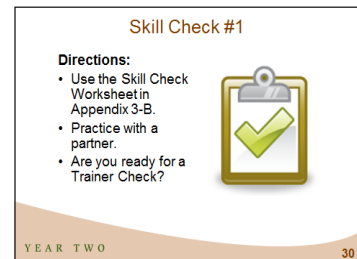 Skill Check #1
Directions:
• Use the Skill Check
Worksheet in
Appendix 3-B.
• Practice with a
partner.
• Are you ready for a
Trainer Check?
YEAR TWO
30